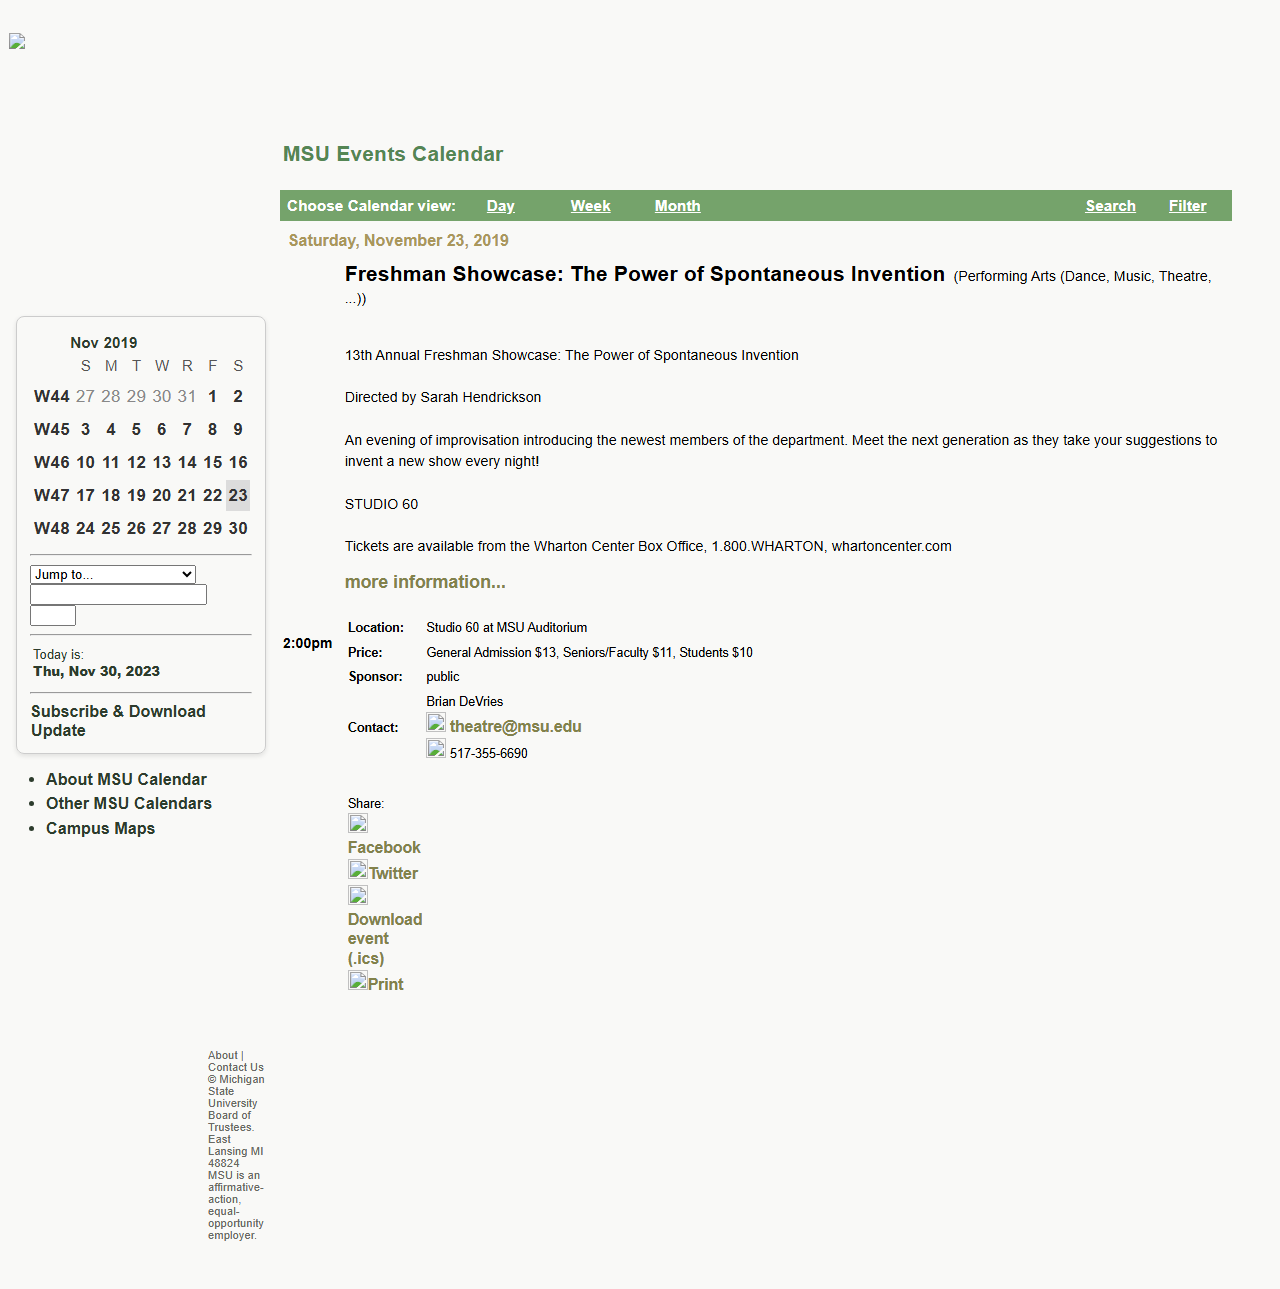 MSU Events Calendar
Choose Calendar view: Day Week Month Search Filter
Saturday, November 23, 2019
Freshman Showcase: The Power of Spontaneous Invention (Performing Arts (Dance, Music, Theatre,
...))
13th Annual Freshman Showcase: The Power of Spontaneous Invention
Directed by Sarah Hendrickson
An evening of improvisation introducing the newest members of the department. Meet the next generation as they take your suggestions to
invent a new show every night!
STUDIO 60
Tickets are available from the Wharton Center Box Office, 1.800.WHARTON, whartoncenter.com
more information...
2:00pm
Location: Studio 60 at MSU Auditorium
Price: General Admission $13, Seniors/Faculty $11, Students $10
Sponsor: public
Contact:
Brian DeVries
theatre@msu.edu
517-355-6690
Share:
Facebook
Twitter
Download
event
(.ics)
Print
Nov 2019
S M T W R F S
W44 27 28 29 30 31 1 2
W45 3 4 5 6 7 8 9
W46 10 11 12 13 14 15 16
W47 17 18 19 20 21 22 23
W48 24 25 26 27 28 29 30
Jump to...
Today is:
Thu, Nov 30, 2023
Subscribe & Download
Update
• About MSU Calendar
• Other MSU Calendars
• Campus Maps
About |
Contact Us
© Michigan
State
University
Board of
Trustees.
East
Lansing MI
48824
MSU is an
affirmative-
action,
equal-
opportunity
employer.